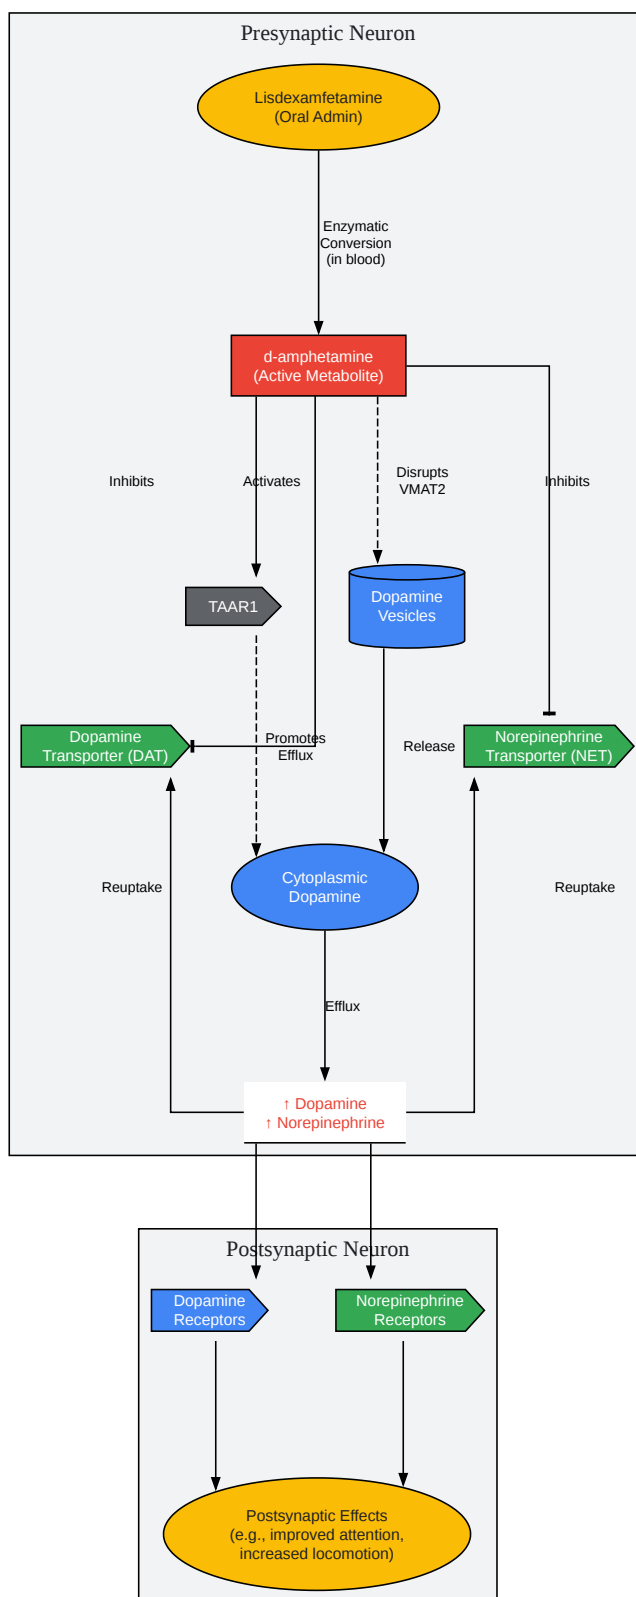 Presynaptic Neuron
Lisdexamfetamine
(Oral Admin)
Enzymatic
Conversion
(in blood)
d-amphetamine
(Active Metabolite)
Inhibits
Activates
Disrupts
VMAT2
Inhibits
TAAR1
Dopamine
Vesicles
Dopamine
Transporter (DAT)
Promotes
Efflux
Release
Norepinephrine
Transporter (NET)
Reuptake
Cytoplasmic
Dopamine
Reuptake
Efflux
↑ Dopamine
↑ Norepinephrine
Postsynaptic Neuron
Dopamine
Receptors
Norepinephrine
Receptors
Postsynaptic Effects
(e.g., improved attention,
increased locomotion)